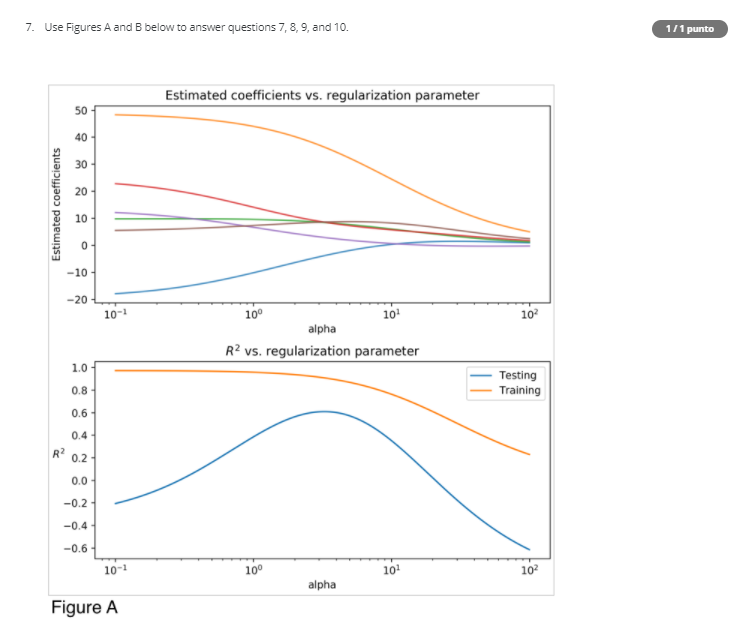 7. Use Figures A and B below to answer questions 7, 8, 9, and 10.
1 / 1 punto
Estimated coefficients vs. regularization parameter
Estimated coefficients
50
40
30
20
10
0
−10
−20
10⁻¹ 10⁰ 10¹ 10²
alpha
R² vs. regularization parameter
R²
1.0
0.8
0.6
0.4
0.2
0.0
−0.2
−0.4
−0.6
Testing
Training
10⁻¹ 10⁰ 10¹ 10²
alpha
Figure A